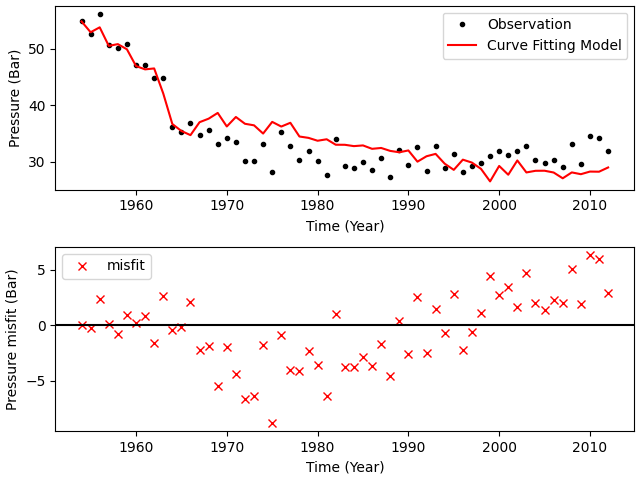 Pressure (Bar)
50
40
30
Observation
Curve Fitting Model
1960 1970 1980 1990 2000 2010
Time (Year)
Pressure misfit (Bar)
5
0
−5
misfit
1960 1970 1980 1990 2000 2010
Time (Year)